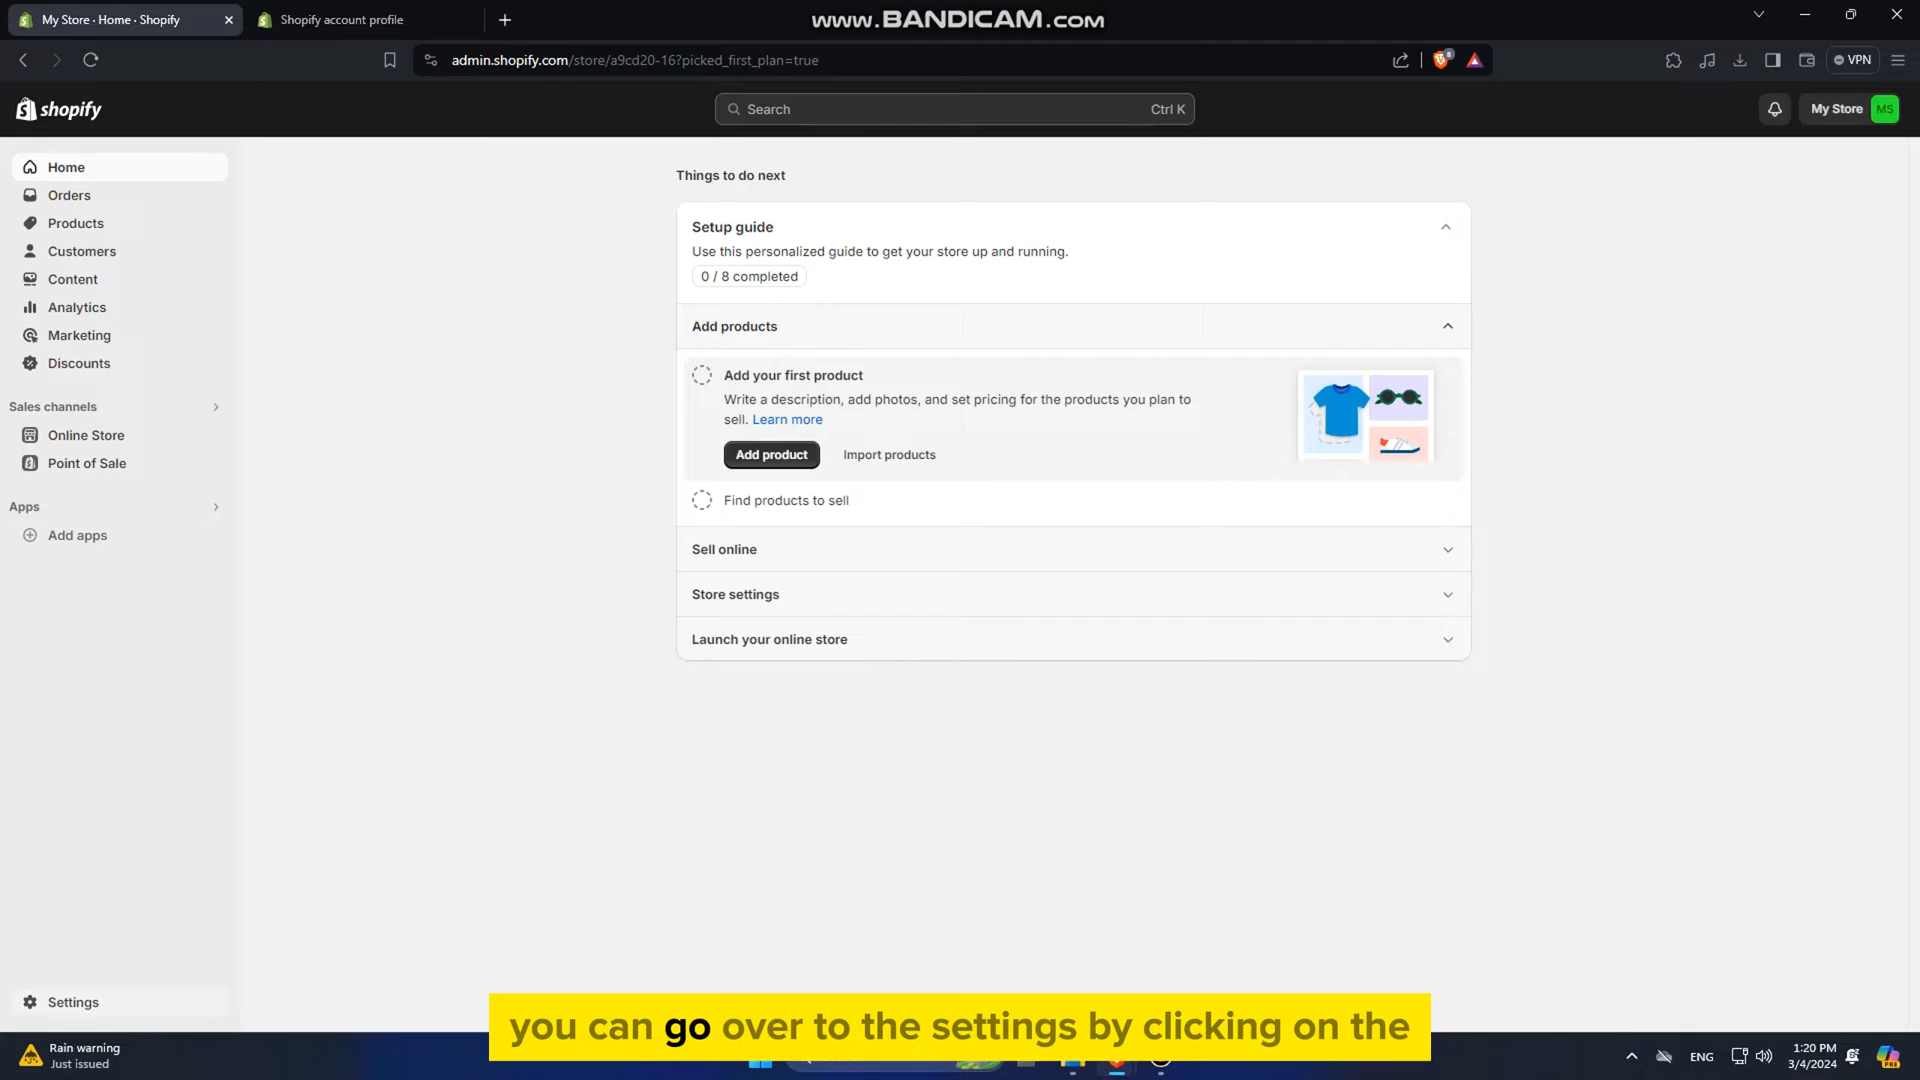 My Store · Home · Shopify
Shopify account profile
www.BANDICAM.com
admin.shopify.com/store/a9cd20-16?picked_first_plan=true
8
VPN
shopify
Search
Ctrl K
My Store
MS
Home
Orders
Products
Customers
Content
Analytics
Marketing
Discounts
Sales channels
Online Store
Point of Sale
Apps
Add apps
Settings
Things to do next
Setup guide
Use this personalized guide to get your store up and running.
0 / 8 completed
Add products
Add your first product
Write a description, add photos, and set pricing for the products you plan to
sell. Learn more
Add product
Import products
Find products to sell
Sell online
Store settings
Launch your online store
you can go over to the settings by clicking on the
Rain warning
Just issued
ENG
1:20 PM
3/4/2024
PRE